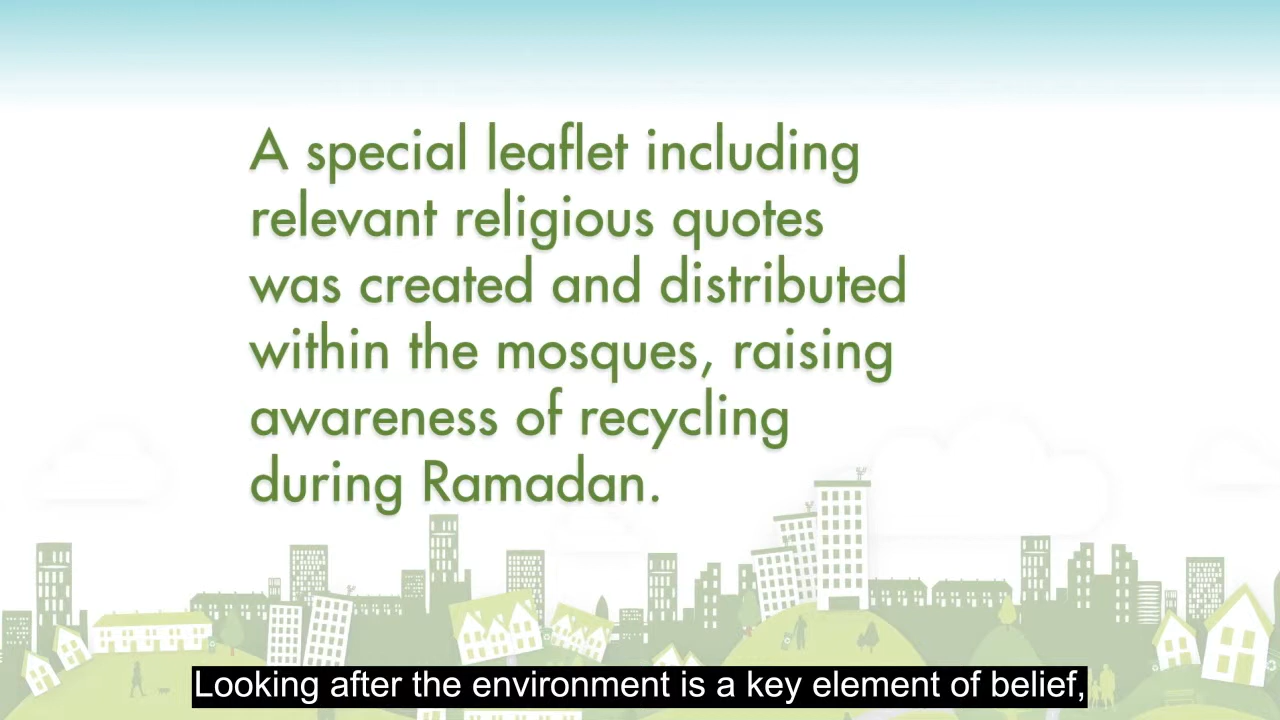 A special leaflet including
relevant religious quotes
was created and distributed
within the mosques, raising
awareness of recycling
during Ramadan.
Looking after the environment is a key element of belief,